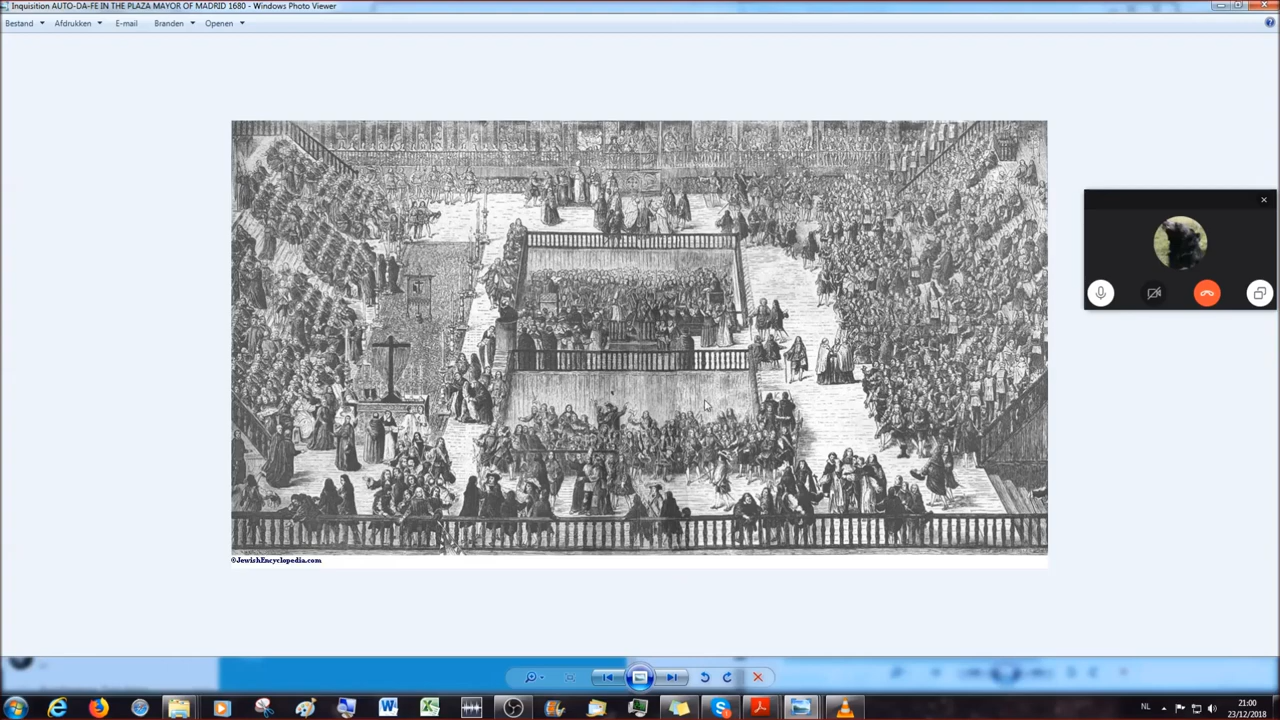 Inquisition AUTO-DA-FE IN THE PLAZA MAYOR OF MADRID 1680 - Windows Photo Viewer
Bestand Afdrukken E-mail Branden Openen
©JewishEncyclopedia.com
NL 21:00
23/12/2018